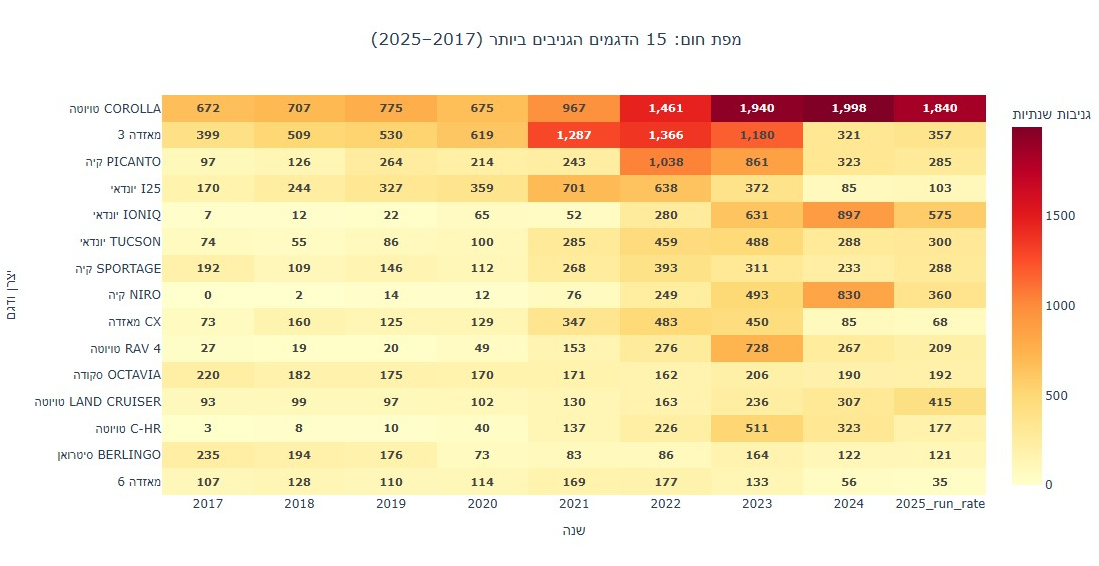 מפת חום: 15 הדגמים הגניבים ביותר (2017–2025)
גניבות שנתיות
יצרן ודגם
טויוטה COROLLA 672 707 775 675 967 1,461 1,940 1,998 1,840
מאזדה 3 399 509 530 619 1,287 1,366 1,180 321 357
קיה PICANTO 97 126 264 214 243 1,038 861 323 285
יונדאי I25 170 244 327 359 701 638 372 85 103
יונדאי IONIQ 7 12 22 65 52 280 631 897 575
יונדאי TUCSON 74 55 86 100 285 459 488 288 300
קיה SPORTAGE 192 109 146 112 268 393 311 233 288
קיה NIRO 0 2 14 12 76 249 493 830 360
מאזדה CX 73 160 125 129 347 483 450 85 68
טויוטה RAV 4 27 19 20 49 153 276 728 267 209
סקודה OCTAVIA 220 182 175 170 171 162 206 190 192
טויוטה LAND CRUISER 93 99 97 102 130 163 236 307 415
טויוטה C-HR 3 8 10 40 137 226 511 323 177
סיטרואן BERLINGO 235 194 176 73 83 86 164 122 121
מאזדה 6 107 128 110 114 169 177 133 56 35
2017 2018 2019 2020 2021 2022 2023 2024 2025_run_rate
שנה
1500
1000
500
0